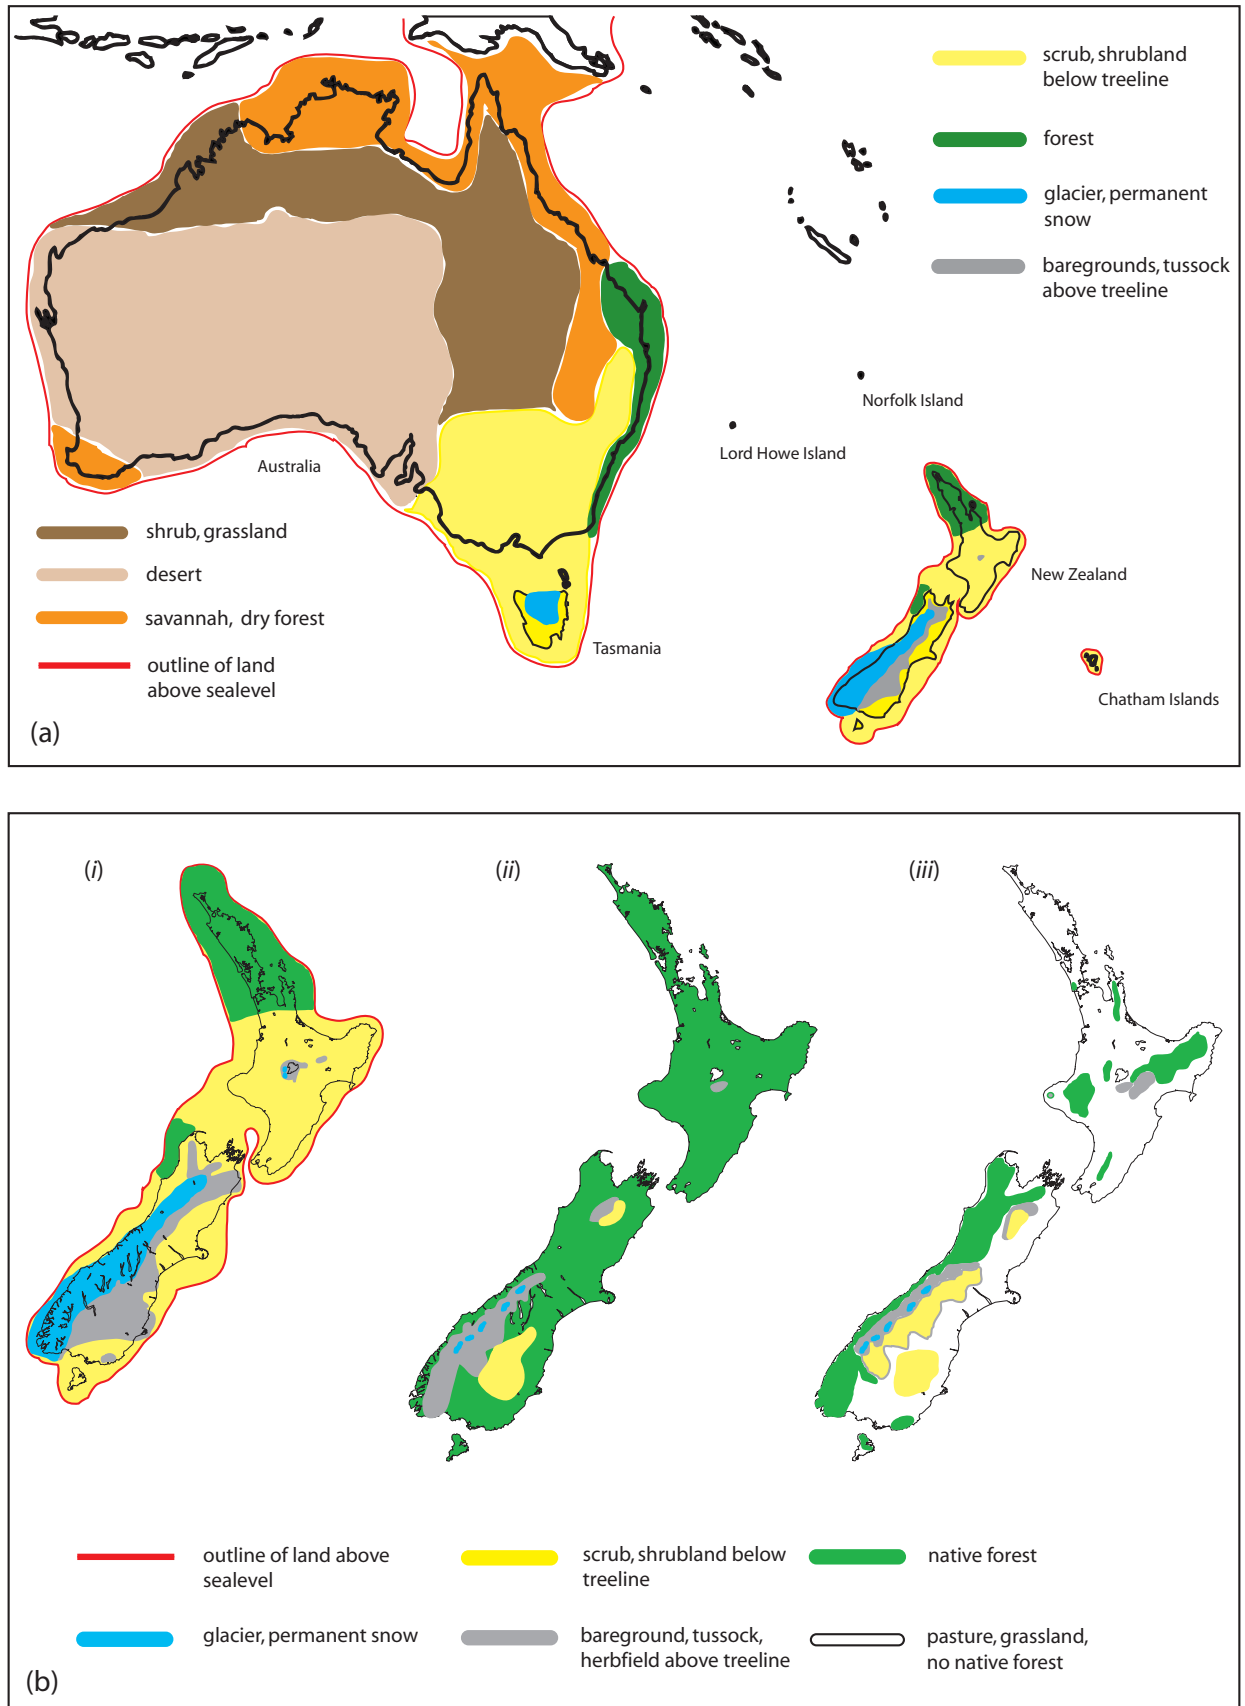 scrub, shrubland
below treeline
forest
glacier, permanent
snow
baregrounds, tussock
above treeline
Norfolk Island
Lord Howe Island
Australia
shrub, grassland
desert
savannah, dry forest
outline of land
above sealevel
Tasmania
New Zealand
Chatham Islands
(a)
(i)
(ii)
(iii)
outline of land above
sealevel
scrub, shrubland below
treeline
native forest
glacier, permanent snow
bareground, tussock,
herbfield above treeline
pasture, grassland,
no native forest
(b)